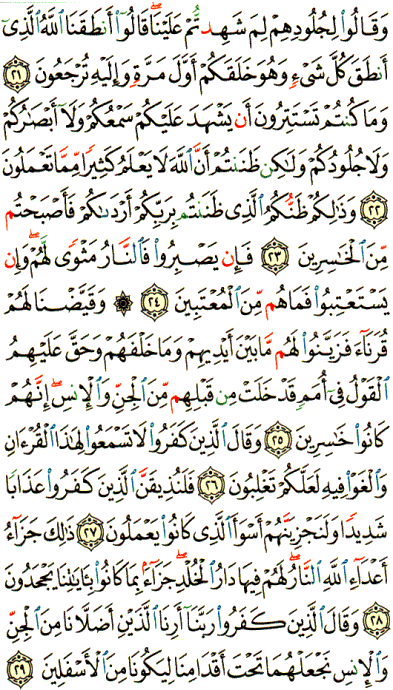 وَقَالُوا۟ لِجُلُودِهِمْ لِمَ شَهِدتُّمْ عَلَيْنَا ۖ قَالُوٓا۟ أَنطَقَنَا ٱللَّهُ ٱلَّذِىٓ
أَنطَقَ كُلَّ شَىْءٍ وَهُوَ خَلَقَكُمْ أَوَّلَ مَرَّةٍ وَإِلَيْهِ تُرْجَعُونَ ٢١
وَمَا كُنتُمْ تَسْتَتِرُونَ أَن يَشْهَدَ عَلَيْكُمْ سَمْعُكُمْ وَلَآ أَبْصَٰرُكُمْ
وَلَا جُلُودُكُمْ وَلَٰكِن ظَنَنتُمْ أَنَّ ٱللَّهَ لَا يَعْلَمُ كَثِيرًا مِّمَّا تَعْمَلُونَ
٢٢ وَذَٰلِكُمْ ظَنُّكُمُ ٱلَّذِى ظَنَنتُم بِرَبِّكُمْ أَرْدَىٰكُمْ فَأَصْبَحْتُم
مِّنَ ٱلْخَٰسِرِينَ ٢٣ فَإِن يَصْبِرُوا۟ فَٱلنَّارُ مَثْوًى لَّهُمْ ۖ وَإِن
يَسْتَعْتِبُوا۟ فَمَا هُم مِّنَ ٱلْمُعْتَبِينَ ٢٤ ۞ وَقَيَّضْنَا لَهُمْ
قُرَنَآءَ فَزَيَّنُوا۟ لَهُم مَّا بَيْنَ أَيْدِيهِمْ وَمَا خَلْفَهُمْ وَحَقَّ عَلَيْهِمُ
ٱلْقَوْلُ فِىٓ أُمَمٍ قَدْ خَلَتْ مِن قَبْلِهِم مِّنَ ٱلْجِنِّ وَٱلْإِنسِ ۖ إِنَّهُمْ
كَانُوا۟ خَٰسِرِينَ ٢٥ وَقَالَ ٱلَّذِينَ كَفَرُوا۟ لَا تَسْمَعُوا۟ لِهَٰذَا ٱلْقُرْءَانِ
وَٱلْغَوْا۟ فِيهِ لَعَلَّكُمْ تَغْلِبُونَ ٢٦ فَلَنُذِيقَنَّ ٱلَّذِينَ كَفَرُوا۟ عَذَابًا
شَدِيدًا وَلَنَجْزِيَنَّهُمْ أَسْوَأَ ٱلَّذِى كَانُوا۟ يَعْمَلُونَ ٢٧ ذَٰلِكَ جَزَآءُ
أَعْدَآءِ ٱللَّهِ ٱلنَّارُ ۖ لَهُمْ فِيهَا دَارُ ٱلْخُلْدِ ۖ جَزَآءًۢ بِمَا كَانُوا۟ بِـَٔايَٰتِنَا يَجْحَدُونَ
٢٨ وَقَالَ ٱلَّذِينَ كَفَرُوا۟ رَبَّنَآ أَرِنَا ٱلَّذَيْنِ أَضَلَّانَا مِنَ ٱلْجِنِّ
وَٱلْإِنسِ نَجْعَلْهُمَا تَحْتَ أَقْدَامِنَا لِيَكُونَا مِنَ ٱلْأَسْفَلِينَ ٢٩